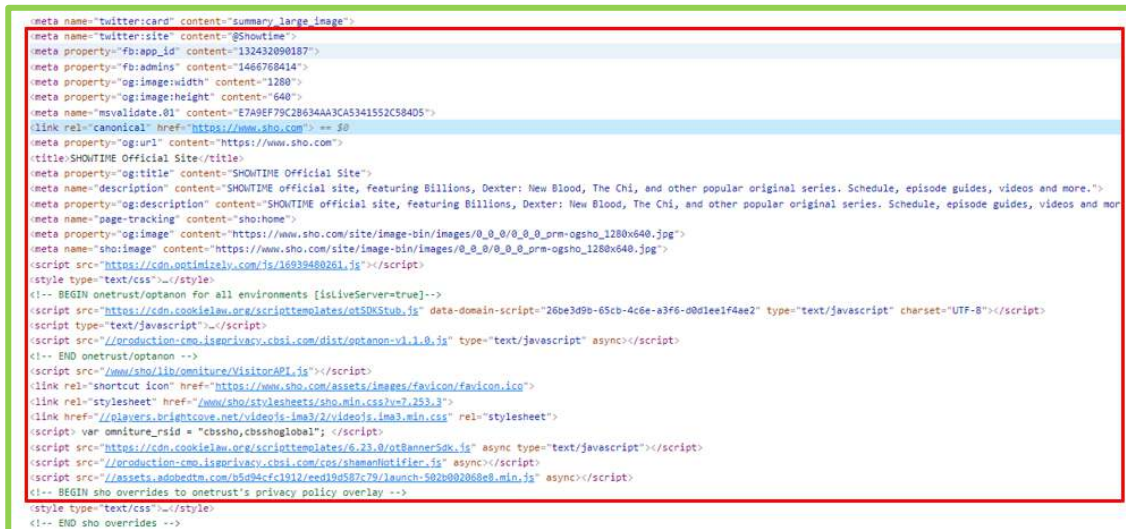 <meta name="twitter:card" content="summary_large_image">
<meta name="twitter:site" content="@Showtime">
<meta property="fb:app_id" content="132432090187">
<meta property="fb:admins" content="1466768414">
<meta property="og:image:width" content="1280">
<meta property="og:image:height" content="640">
<meta name="msvalidate.01" content="E7A9EF79C2B634AA3CA5341552C584D5">
<link rel="canonical" href="https://www.sho.com"> == $0
<meta property="og:url" content="https://www.sho.com">
<title>SHOWTIME Official Site</title>
<meta property="og:title" content="SHOWTIME Official Site">
<meta name="description" content="SHOWTIME official site, featuring Billions, Dexter: New Blood, The Chi, and other popular original series. Schedule, episode guides, videos and more.">
<meta property="og:description" content="SHOWTIME official site, featuring Billions, Dexter: New Blood, The Chi, and other popular original series. Schedule, episode guides, videos and mor
<meta name="page-tracking" content="sho:home">
<meta property="og:image" content="https://www.sho.com/site/image-bin/images/0_0_0/0_0_0_prm-ogsho_1280x640.jpg">
<meta name="sho:image" content="https://www.sho.com/site/image-bin/images/0_0_0/0_0_0_prm-ogsho_1280x640.jpg">
<script src="https://cdn.optimizely.com/js/16939480261.js"></script>
<style type="text/css">…</style>
<!-- BEGIN onetrust/optanon for all environments [isLiveServer=true]-->
<script src="https://cdn.cookielaw.org/scripttemplates/otSDKStub.js" data-domain-script="26be3d9b-65cb-4c6e-a3f6-d0d1ee1f4ae2" type="text/javascript" charset="UTF-8"></script>
<script type="text/javascript">…</script>
<script src="//production-cmp.isgprivacy.cbsi.com/dist/optanon-v1.1.0.js" type="text/javascript" async></script>
<!-- END onetrust/optanon -->
<script src="/www/sho/lib/omniture/VisitorAPI.js"></script>
<link rel="shortcut icon" href="https://www.sho.com/assets/images/favicon/favicon.ico">
<link rel="stylesheet" href="/www/sho/stylesheets/sho.min.css?v=7.253.3">
<link href="//players.brightcove.net/videojs-ima3/2/videojs.ima3.min.css" rel="stylesheet">
<script> var omniture_rsid = "cbssho,cbsshoglobal"; </script>
<script src="https://cdn.cookielaw.org/scripttemplates/6.23.0/otBannerSdk.js" async type="text/javascript"></script>
<script src="//production-cmp.isgprivacy.cbsi.com/cps/shamanNotifier.js" async></script>
<script src="//assets.adobedtm.com/b5d94cfc1912/eed19d587c79/launch-502b002068e8.min.js" async></script>
<!-- BEGIN sho overrides to onetrust's privacy policy overlay -->
<style type="text/css">…</style>
<!-- END sho overrides -->